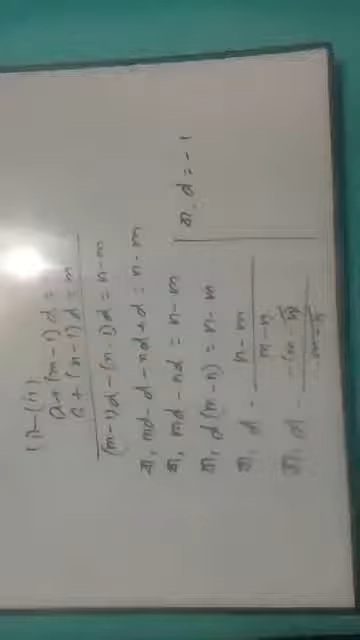 (i)-(ii)
a + (m-1) d =
a + (n-1) d = m
(m-1)d - (n-1)d = n-m
বা, md - d - nd + d = n-m
বা, md - nd = n-m
বা, d (m-n) = n-m
বা, d - n-m / m-n
বা, d - -(m-n) / m-n
বা, d = -1